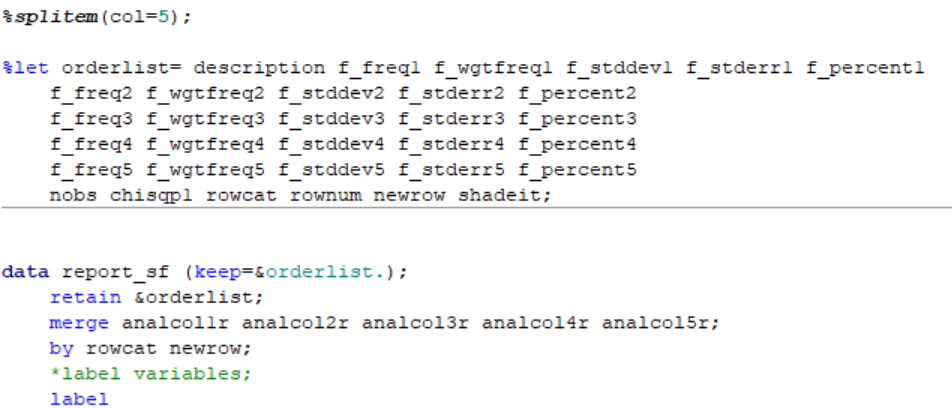 %splitem(col=5);
%let orderlist= description f_freq1 f_wgtfreq1 f_stddev1 f_stderr1 f_percent1
f_freq2 f_wgtfreq2 f_stddev2 f_stderr2 f_percent2
f_freq3 f_wgtfreq3 f_stddev3 f_stderr3 f_percent3
f_freq4 f_wgtfreq4 f_stddev4 f_stderr4 f_percent4
f_freq5 f_wgtfreq5 f_stddev5 f_stderr5 f_percent5
nobs chisqp1 rowcat rownum newrow shadeit;
data report_sf (keep=&orderlist.);
retain &orderlist;
merge analcol1r analcol2r analcol3r analcol4r analcol5r;
by rowcat newrow;
*label variables;
label